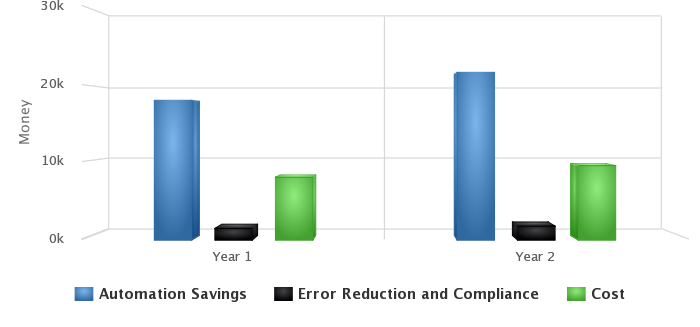 30k
20k
10k
0k
Money
Year 1
Year 2
Automation Savings
Error Reduction and Compliance
Cost